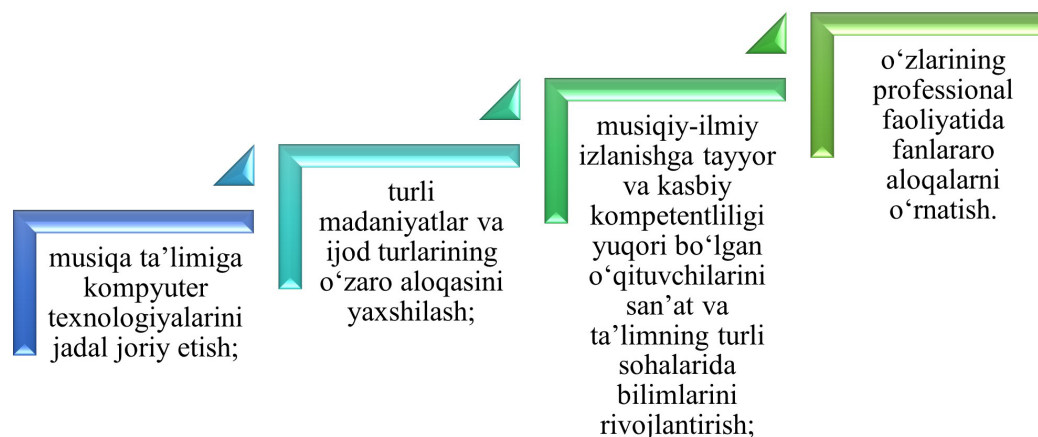 musiqa ta’limiga
kompyuter
texnologiyalarini
jadal joriy etish;
turli
madaniyatlar va
ijod turlarining
o‘zaro aloqasini
yaxshilash;
musiqiy-ilmiy
izlanishga tayyor
va kasbiy
kompetentliligi
yuqori bo‘lgan
o‘qituvchilarini
san’at va
ta’limning turli
sohalarida
bilimlarini
rivojlantirish;
o‘zlarining
professional
faoliyatida
fanlararo
aloqalarni
o‘rnatish.